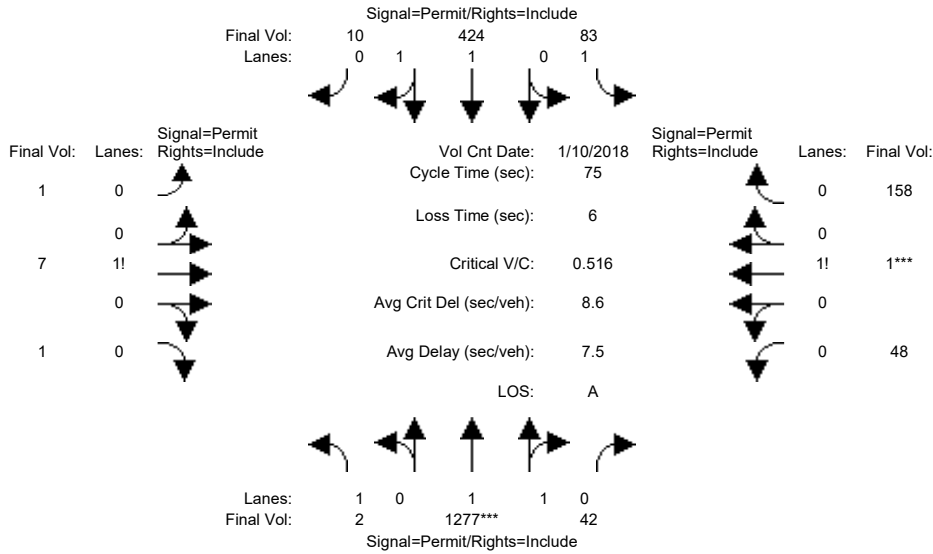 Signal=Permit/Rights=Include
Final Vol: 10 424 83
Lanes: 0 1 1 0 1
Signal=Permit
Final Vol: Lanes: Rights=Include
Vol Cnt Date: 1/10/2018
Signal=Permit
Rights=Include Lanes: Final Vol:
Cycle Time (sec): 75
1 0
0 158
Loss Time (sec): 6
0
0
7 1!
Critical V/C: 0.516
1! 1***
0
Avg Crit Del (sec/veh): 8.6
0
1 0
Avg Delay (sec/veh): 7.5
0 48
LOS: A
Lanes: 1 0 1 1 0
Final Vol: 2 1277*** 42
Signal=Permit/Rights=Include